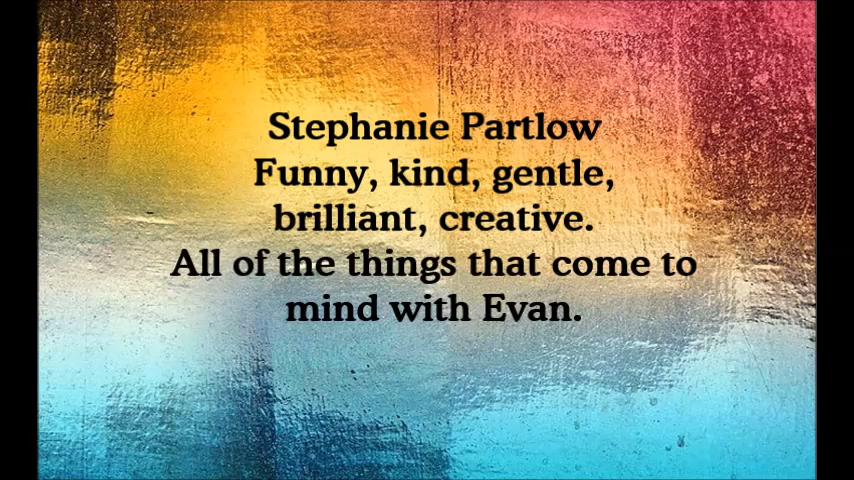 Stephanie Partlow
Funny, kind, gentle,
brilliant, creative.
All of the things that come to
mind with Evan.